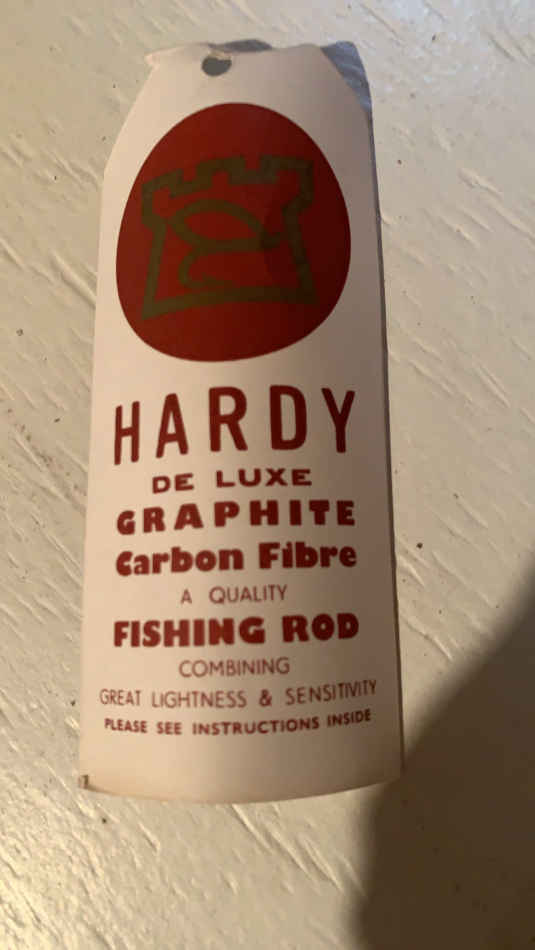 HARDY
DE LUXE
GRAPHITE
Carbon Fibre
A QUALITY
FISHING ROD
COMBINING
GREAT LIGHTNESS & SENSITIVITY
PLEASE SEE INSTRUCTIONS INSIDE